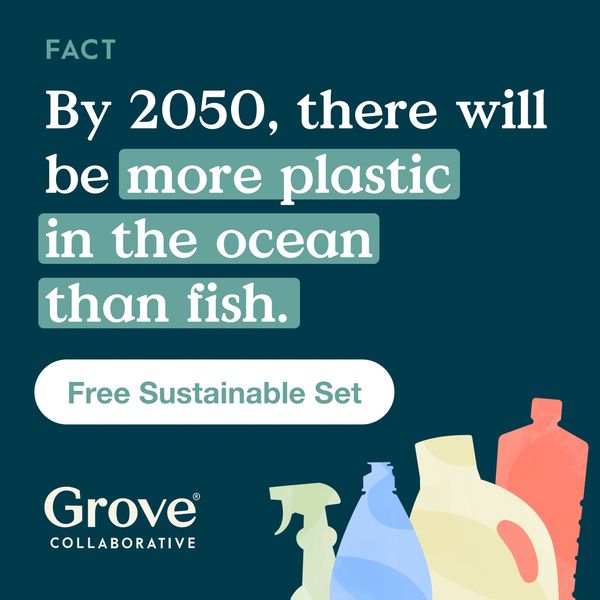 FACT
By 2050, there will
be more plastic
in the ocean
than fish.
Free Sustainable Set
Grove®
COLLABORATIVE